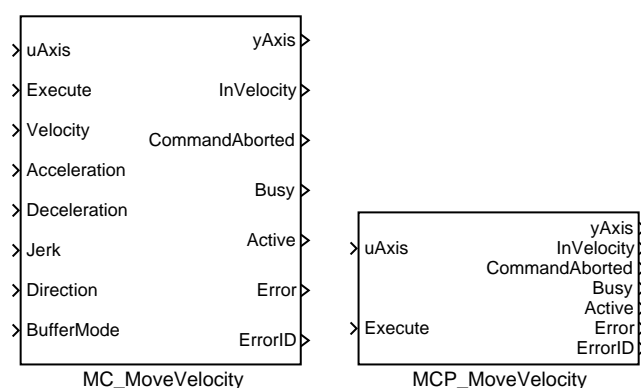 uAxis
Execute
Velocity
Acceleration
Deceleration
Jerk
Direction
BufferMode
yAxis
InVelocity
CommandAborted
Busy
Active
Error
ErrorID
MC_MoveVelocity
uAxis
Execute
yAxis
InVelocity
CommandAborted
Busy
Active
Error
ErrorID
MCP_MoveVelocity